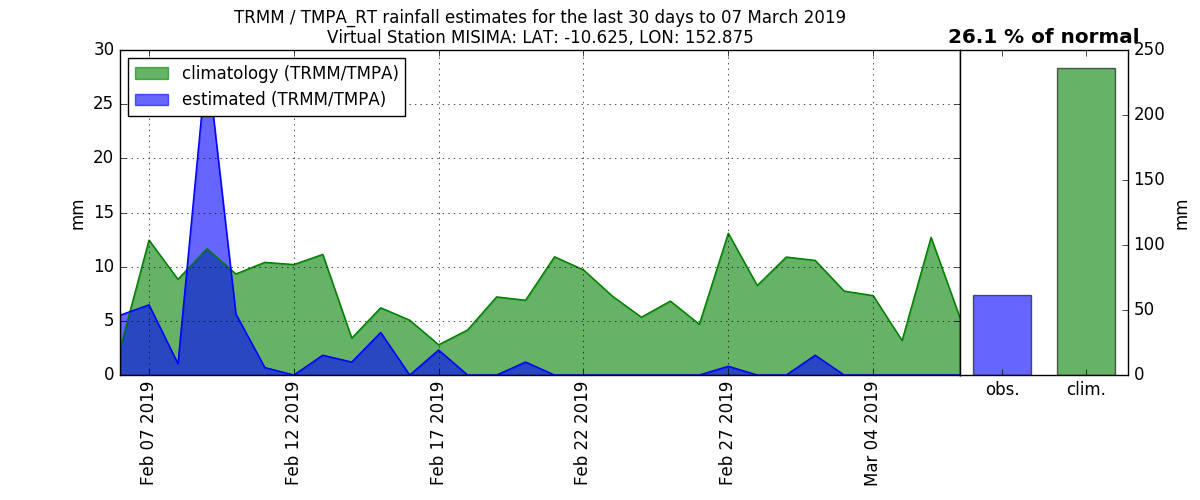 TRMM / TMPA_RT rainfall estimates for the last 30 days to 07 March 2019
Virtual Station MISIMA: LAT: -10.625, LON: 152.875
26.1 % of normal
climatology (TRMM/TMPA)
estimated (TRMM/TMPA)
30
25
20
15
10
5
0
mm
Feb 07 2019
Feb 12 2019
Feb 17 2019
Feb 22 2019
Feb 27 2019
Mar 04 2019
obs.
clim.
250
200
150
100
50
0
mm